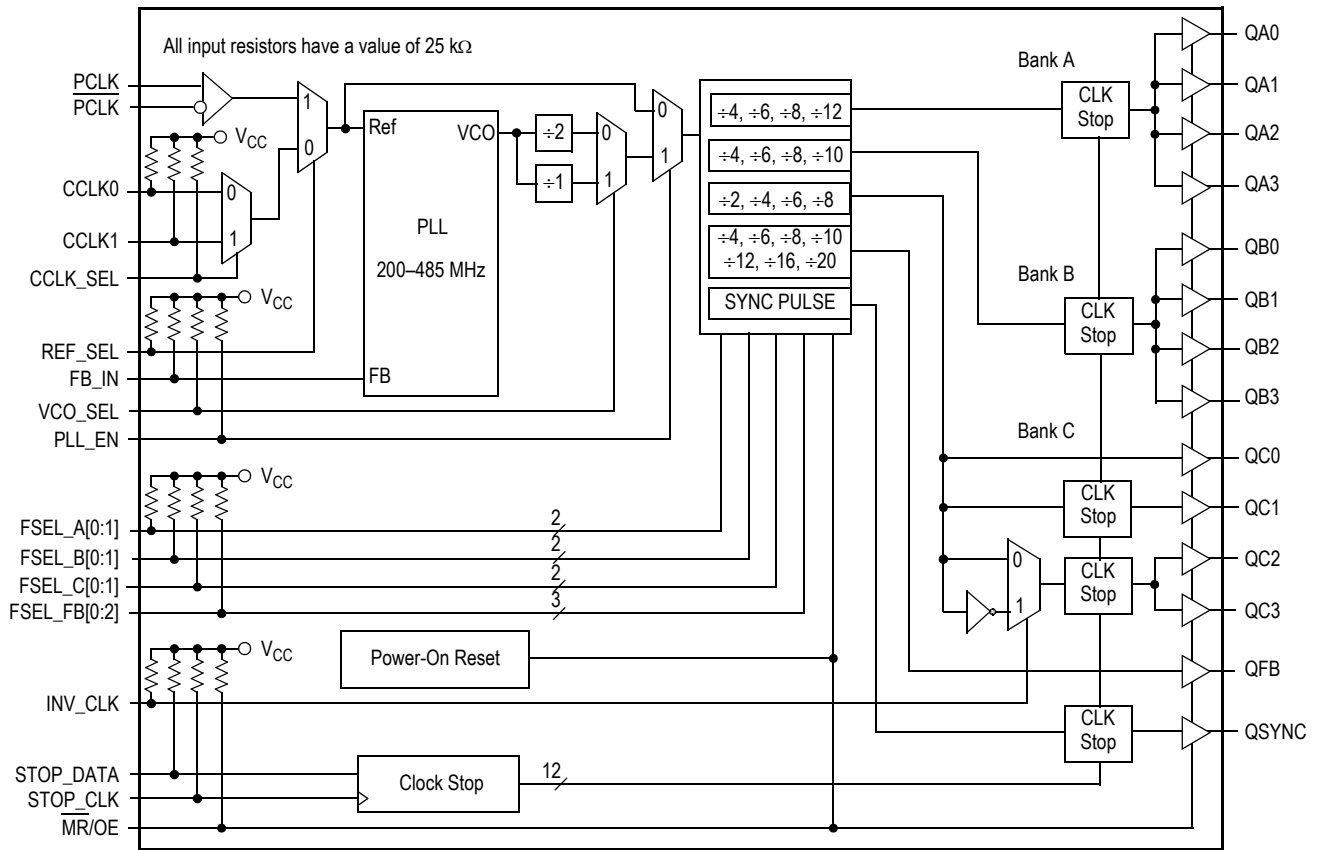 All input resistors have a value of 25 kΩ
PCLK
PCLK
VCC
CCLK0
CCLK1
CCLK_SEL
VCC
REF_SEL
FB_IN
VCO_SEL
PLL_EN
VCC
FSEL_A[0:1]
FSEL_B[0:1]
FSEL_C[0:1]
FSEL_FB[0:2]
VCC
INV_CLK
STOP_DATA
STOP_CLK
MR/OE
0
1
1
0
Ref
VCO
PLL
200–485 MHz
FB
÷2
÷1
0
1
0
1
÷4, ÷6, ÷8, ÷12
÷4, ÷6, ÷8, ÷10
÷2, ÷4, ÷6, ÷8
÷4, ÷6, ÷8, ÷10
÷12, ÷16, ÷20
SYNC PULSE
2
2
2
3
Power-On Reset
Clock Stop
12
Bank A
CLK
Stop
Bank B
CLK
Stop
Bank C
CLK
Stop
0
1
CLK
Stop
CLK
Stop
QA0
QA1
QA2
QA3
QB0
QB1
QB2
QB3
QC0
QC1
QC2
QC3
QFB
QSYNC